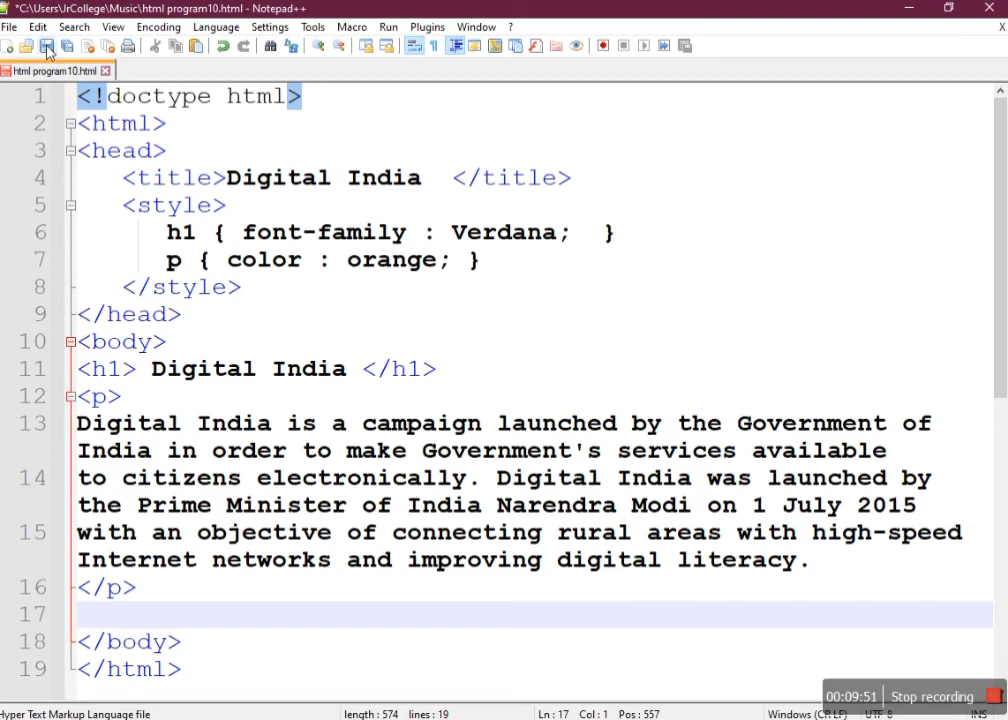 *C:\Users\JrCollege\Music\html program10.html - Notepad++
File Edit Search View Encoding Language Settings Tools Macro Run Plugins Window ? X
html program10.html
1 <!doctype html>
2 <html>
3 <head>
4 <title>Digital India </title>
5 <style>
6 h1 { font-family : Verdana; }
7 p { color : orange; }
8 </style>
9 </head>
10 <body>
11 <h1> Digital India </h1>
12 <p>
13 Digital India is a campaign launched by the Government of
India in order to make Government's services available
14 to citizens electronically. Digital India was launched by
the Prime Minister of India Narendra Modi on 1 July 2015
15 with an objective of connecting rural areas with high-speed
Internet networks and improving digital literacy.
16 </p>
17
18 </body>
19 </html>
00:09:51 Stop recording
Hyper Text Markup Language file length : 574 lines : 19 Ln : 17 Col : 1 Pos : 557 Windows (CR LF) UTF-8 INS